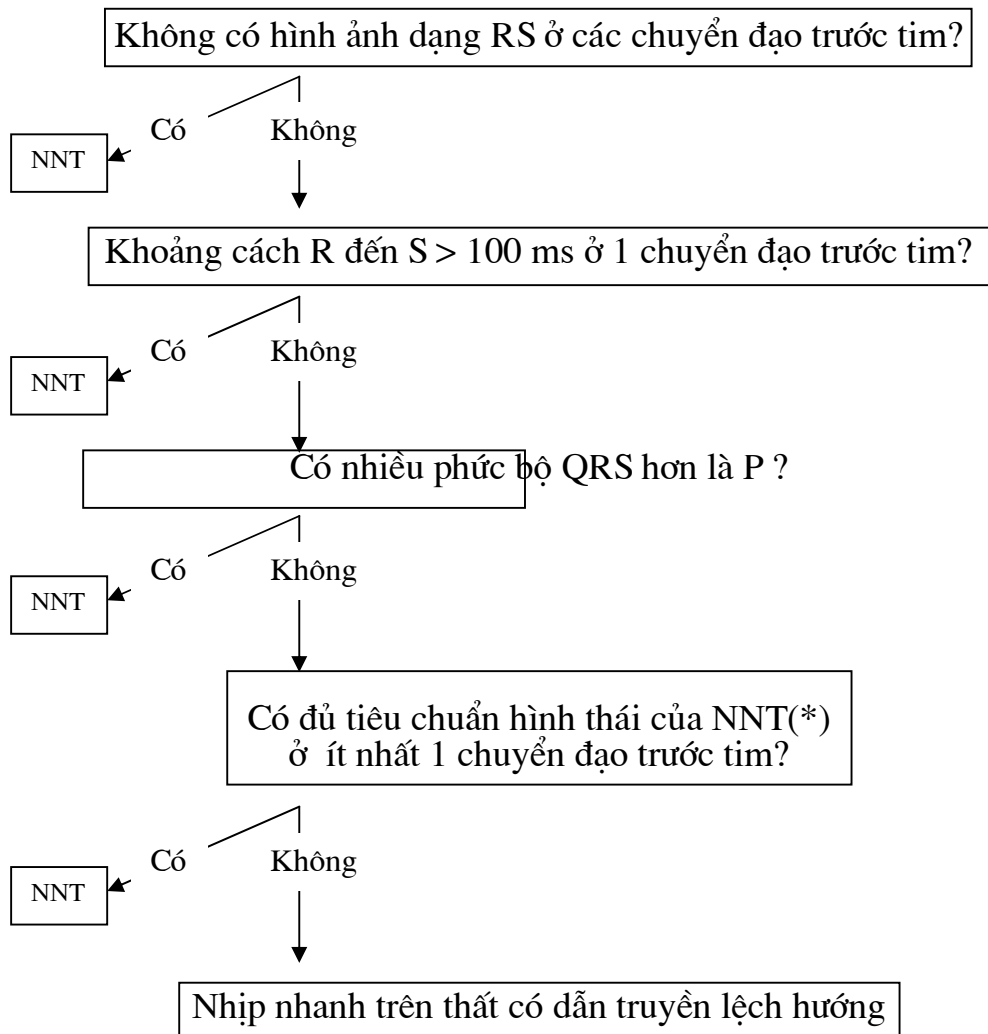 Không có hình ảnh dạng RS ở các chuyển đạo trước tim?
Có Không
NNT
Khoảng cách R đến S > 100 ms ở 1 chuyển đạo trước tim?
Có Không
NNT
Có nhiều phức bộ QRS hơn là P ?
Có Không
NNT
Có đủ tiêu chuẩn hình thái của NNT(*)
ở ít nhất 1 chuyển đạo trước tim?
Có Không
NNT
Nhịp nhanh trên thất có dẫn truyền lệch hướng